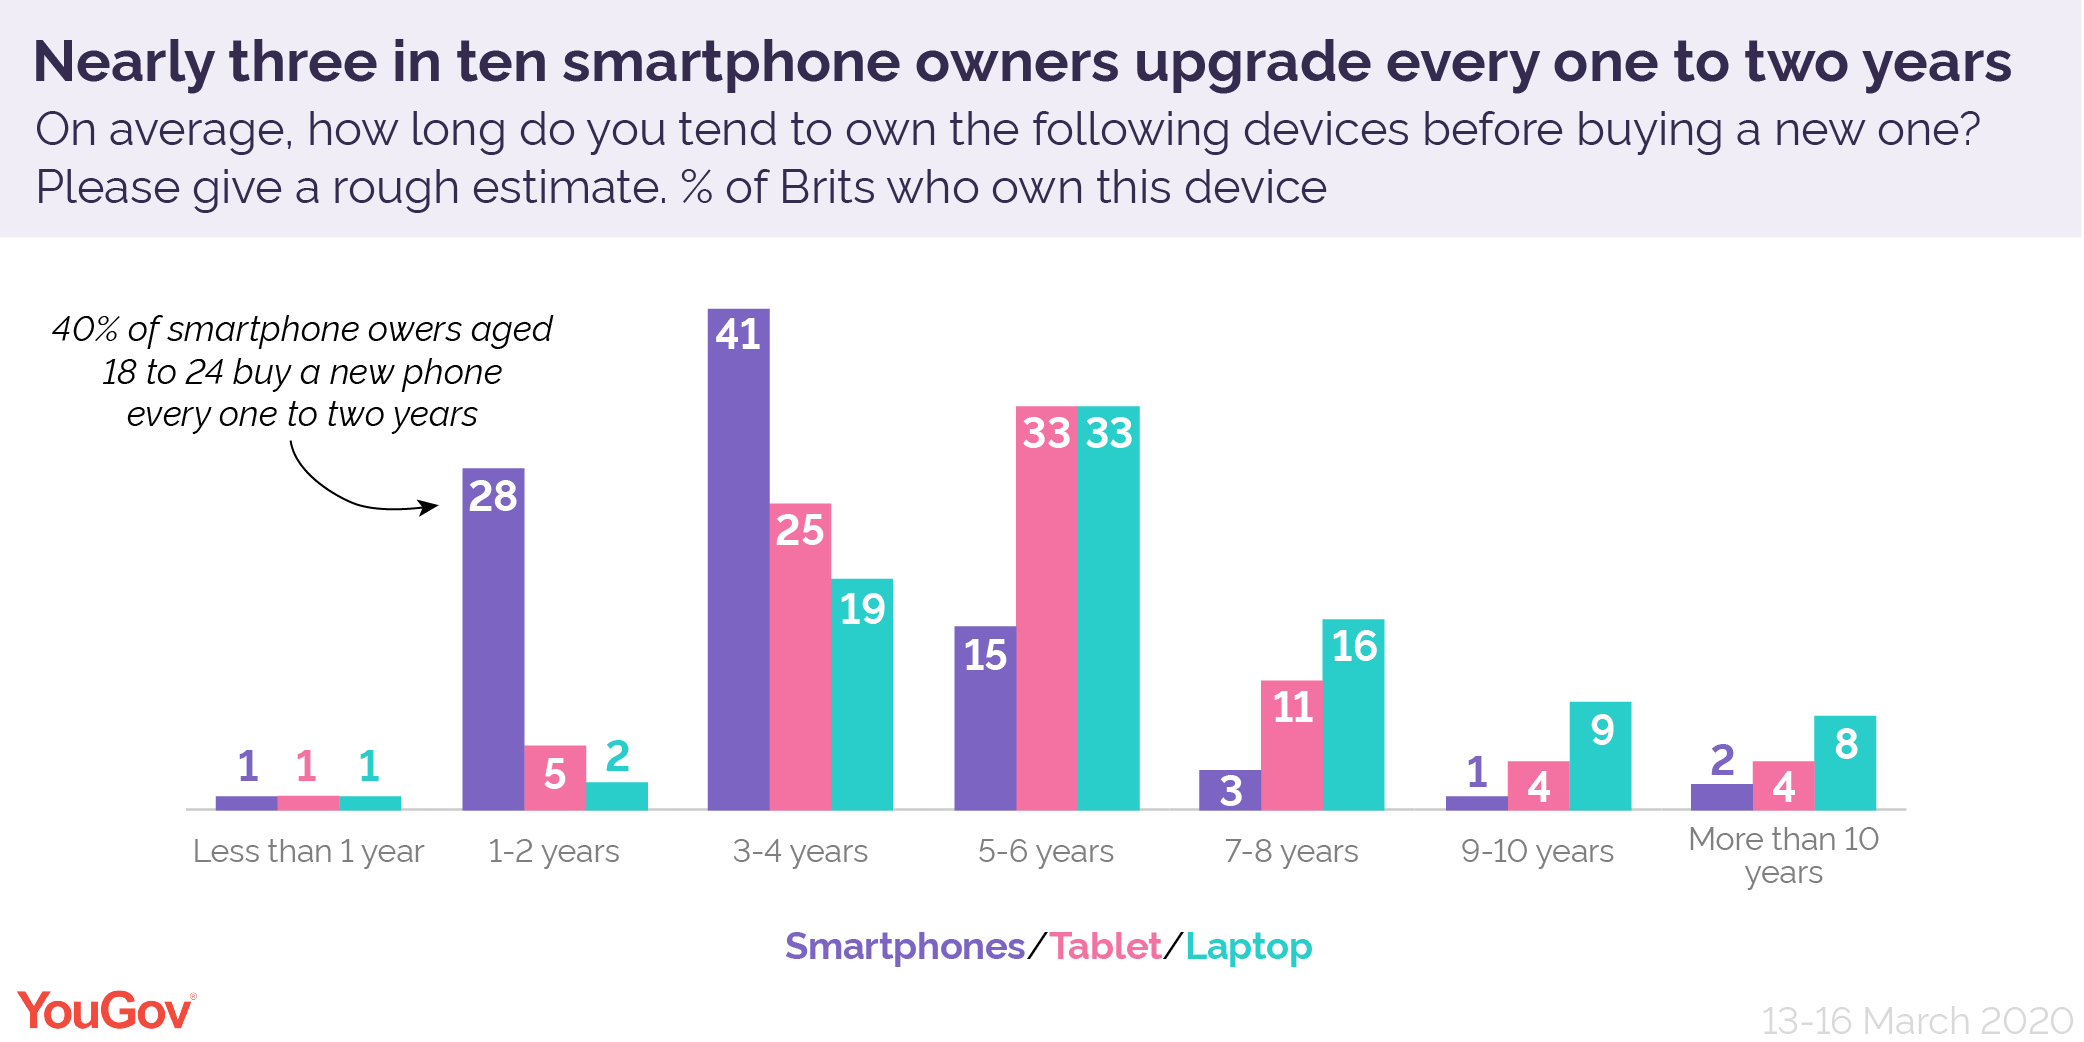 Nearly three in ten smartphone owners upgrade every one to two years
On average, how long do you tend to own the following devices before buying a new one?
Please give a rough estimate. % of Brits who own this device
40% of smartphone owers aged
18 to 24 buy a new phone
every one to two years
1 1 1
28 5 2
41 25 19
15 33 33
3 11 16
1 4 9
2 4 8
Less than 1 year
1-2 years
3-4 years
5-6 years
7-8 years
9-10 years
More than 10
years
Smartphones/Tablet/Laptop
YouGov®
13-16 March 2020